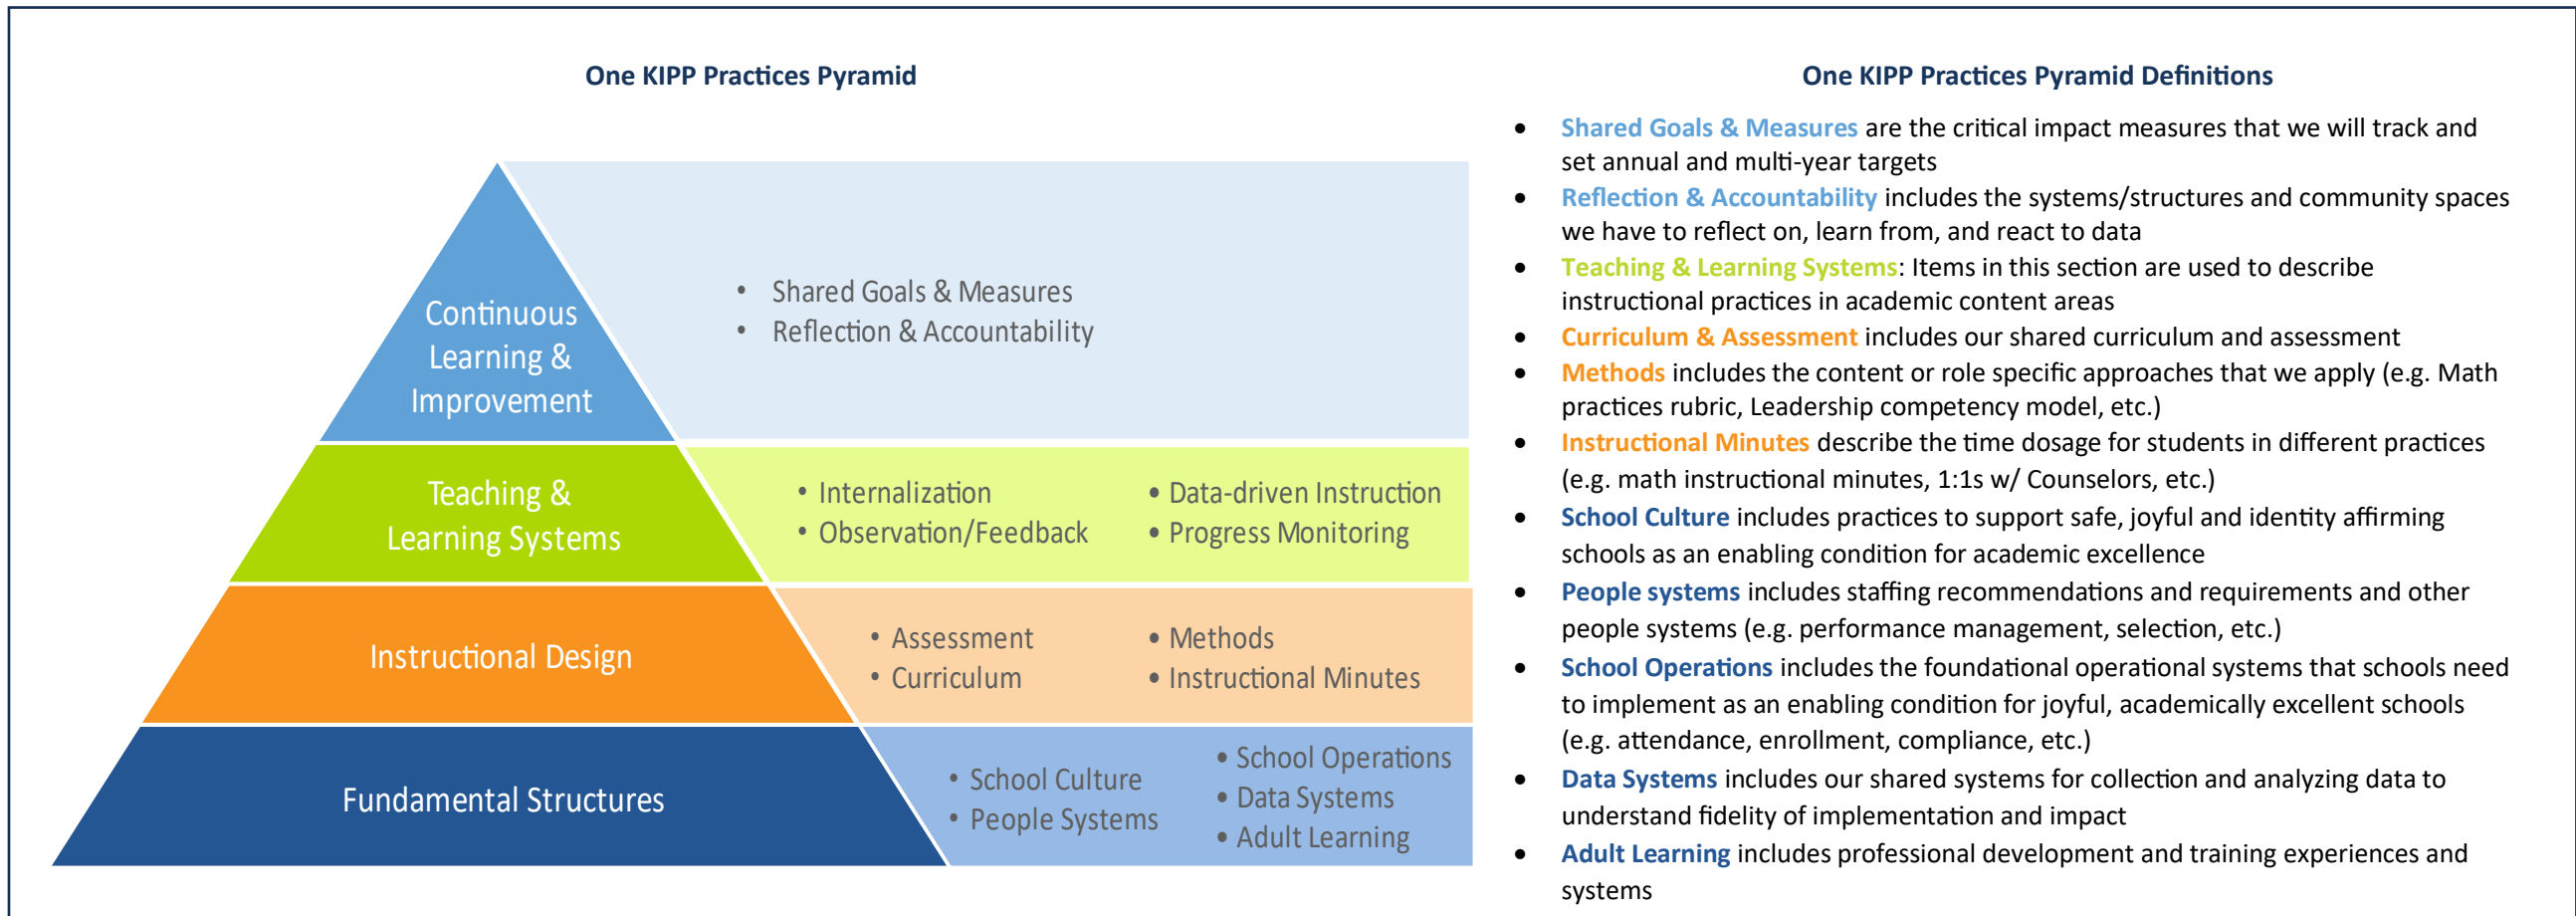 One KIPP Practices Pyramid
Continuous
Learning &
Improvement
• Shared Goals & Measures
• Reflection & Accountability
Teaching &
Learning Systems
• Internalization
• Observation/Feedback
• Data-driven Instruction
• Progress Monitoring
Instructional Design
• Assessment
• Curriculum
• Methods
• Instructional Minutes
Fundamental Structures
• School Culture
• People Systems
• School Operations
• Data Systems
• Adult Learning
One KIPP Practices Pyramid Definitions
• Shared Goals & Measures are the critical impact measures that we will track and
set annual and multi-year targets
• Reflection & Accountability includes the systems/structures and community spaces
we have to reflect on, learn from, and react to data
• Teaching & Learning Systems: Items in this section are used to describe
instructional practices in academic content areas
• Curriculum & Assessment includes our shared curriculum and assessment
• Methods includes the content or role specific approaches that we apply (e.g. Math
practices rubric, Leadership competency model, etc.)
• Instructional Minutes describe the time dosage for students in different practices
(e.g. math instructional minutes, 1:1s w/ Counselors, etc.)
• School Culture includes practices to support safe, joyful and identity affirming
schools as an enabling condition for academic excellence
• People systems includes staffing recommendations and requirements and other
people systems (e.g. performance management, selection, etc.)
• School Operations includes the foundational operational systems that schools need
to implement as an enabling condition for joyful, academically excellent schools
(e.g. attendance, enrollment, compliance, etc.)
• Data Systems includes our shared systems for collection and analyzing data to
understand fidelity of implementation and impact
• Adult Learning includes professional development and training experiences and
systems